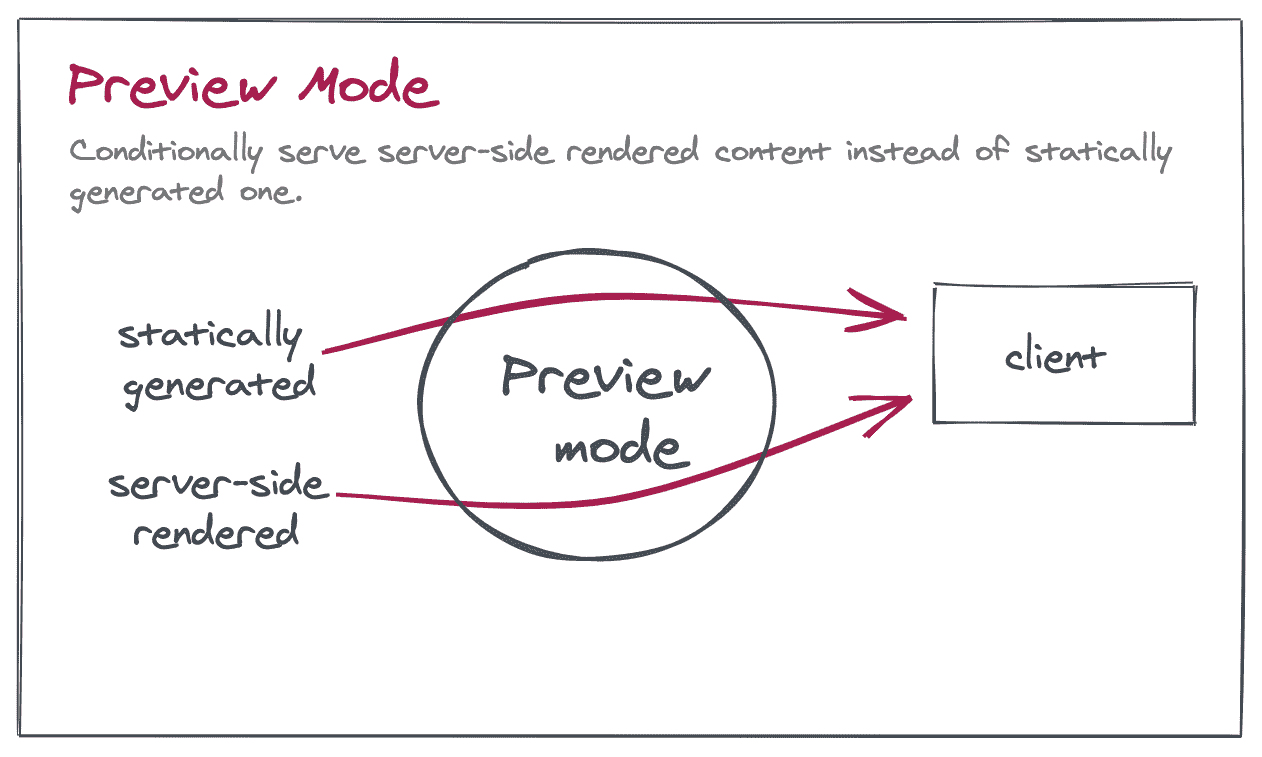 Preview Mode
Conditionally serve server-side rendered content instead of statically
generated one.
statically
generated
Preview
mode
client
server-side
rendered